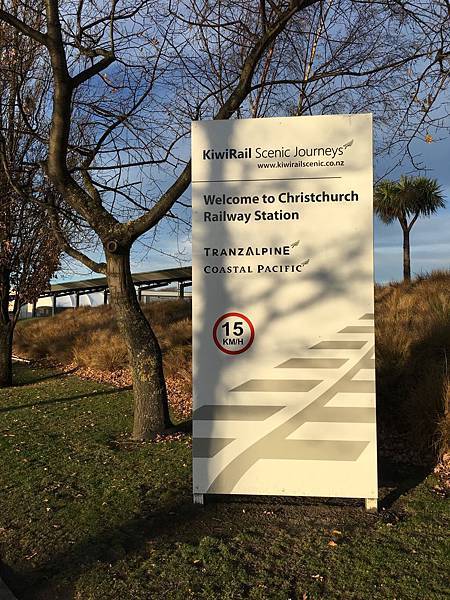 KiwiRail Scenic Journeys
www.kiwirailscenic.co.nz
Welcome to Christchurch
Railway Station
TRANZALPINE
COASTAL PACIFIC
15
KM/H